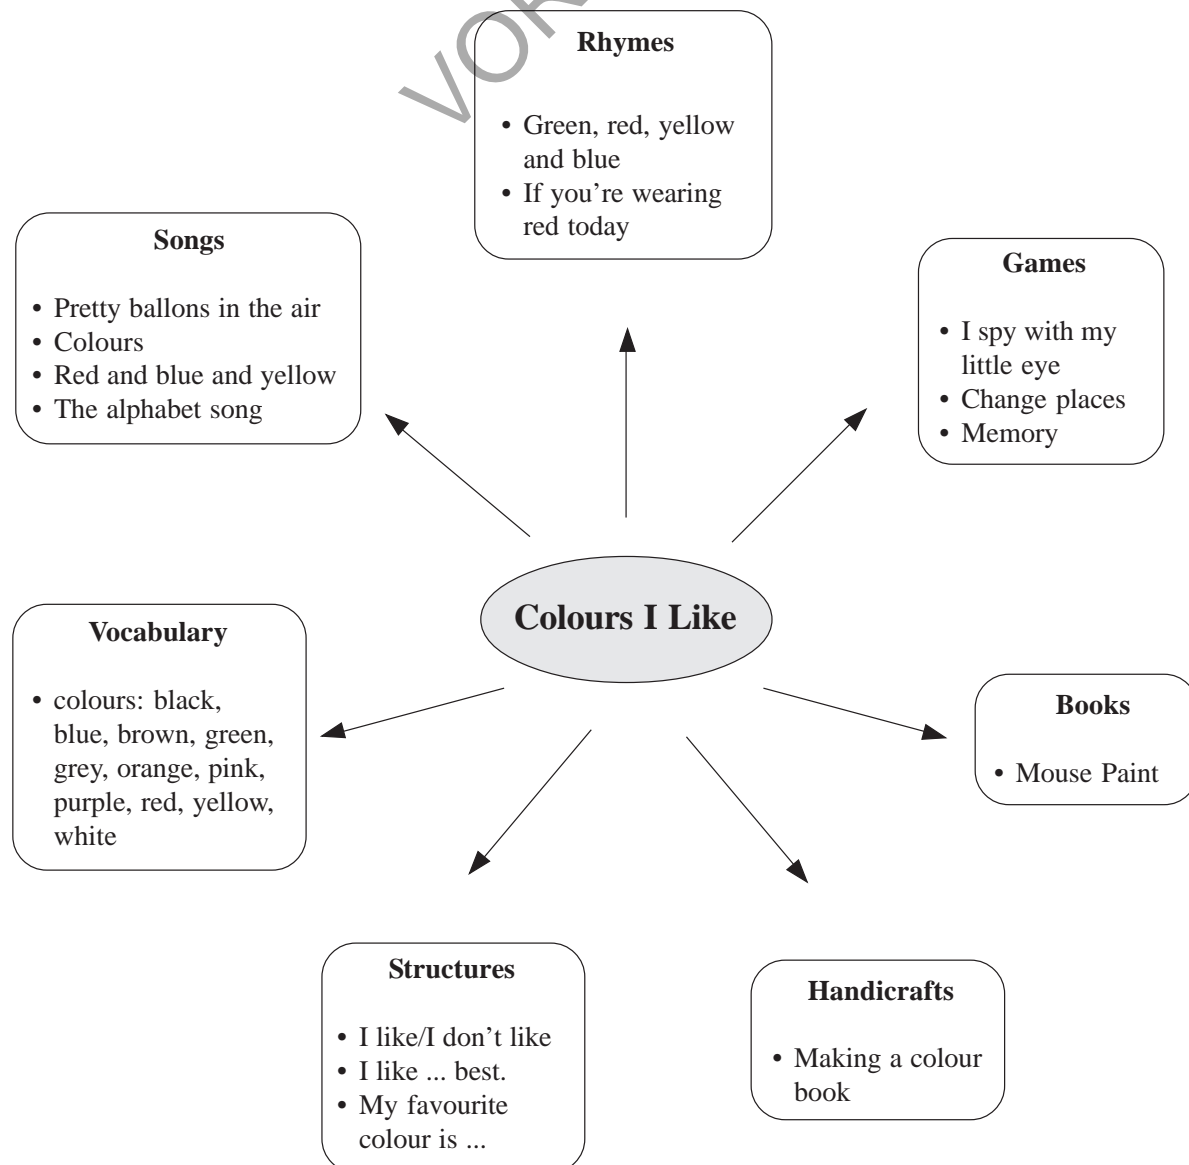 VOR
Rhymes
• Green, red, yellow
and blue
• If you're wearing
red today
Songs
• Pretty ballons in the air
• Colours
• Red and blue and yellow
• The alphabet song
Games
• I spy with my
little eye
• Change places
• Memory
Colours I Like
Vocabulary
• colours: black,
blue, brown, green,
grey, orange, pink,
purple, red, yellow,
white
Books
• Mouse Paint
Structures
• I like/I don't like
• I like ... best.
• My favourite
colour is ...
Handicrafts
• Making a colour
book